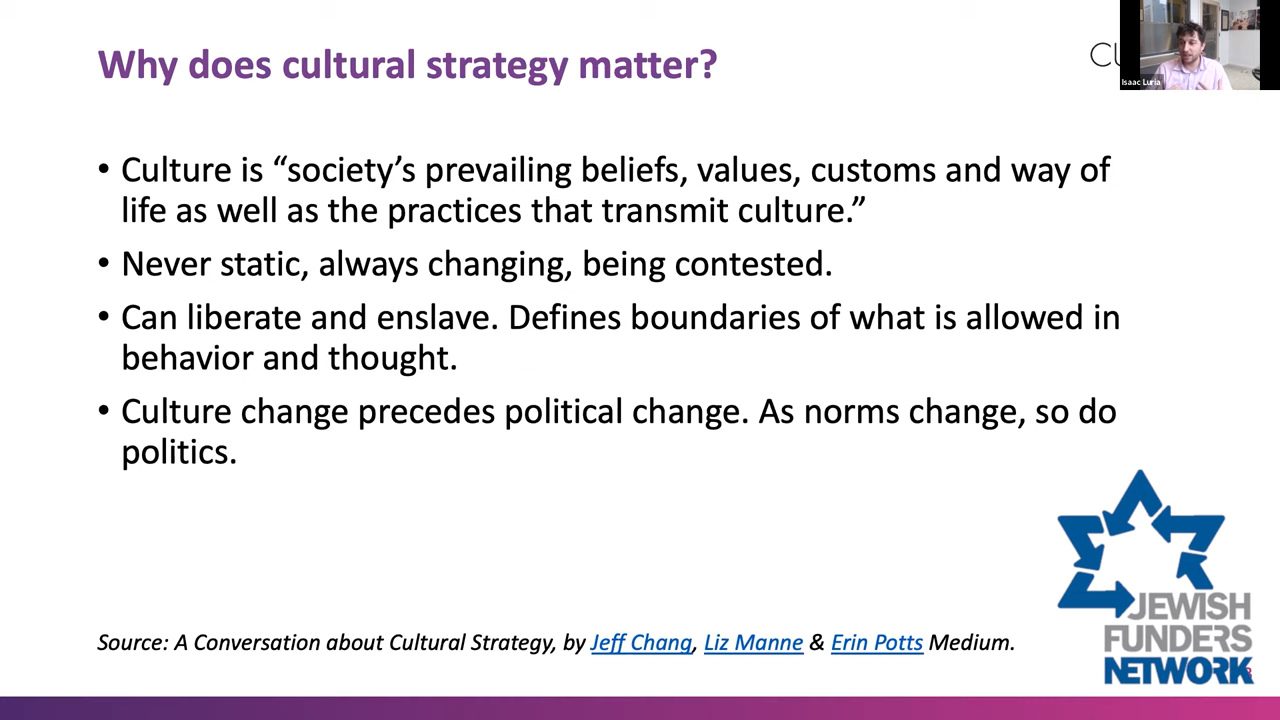 Why does cultural strategy matter?
CU
Isaac Luria
• Culture is “society’s prevailing beliefs, values, customs and way of
life as well as the practices that transmit culture.”
• Never static, always changing, being contested.
• Can liberate and enslave. Defines boundaries of what is allowed in
behavior and thought.
• Culture change precedes political change. As norms change, so do
politics.
Source: A Conversation about Cultural Strategy, by Jeff Chang, Liz Manne & Erin Potts Medium.
JEWISH
FUNDERS
NETWORK